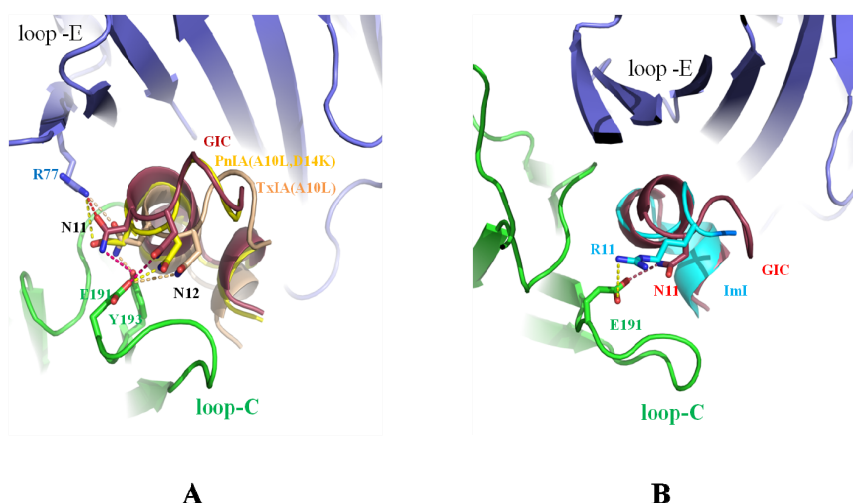 loop -E
GIC
PnIA(A10L,D14K)
TxIA(A10L)
R77
N11
E191
N12
Y193
loop-C
A
loop -E
R11
GIC
N11
ImI
E191
loop-C
B